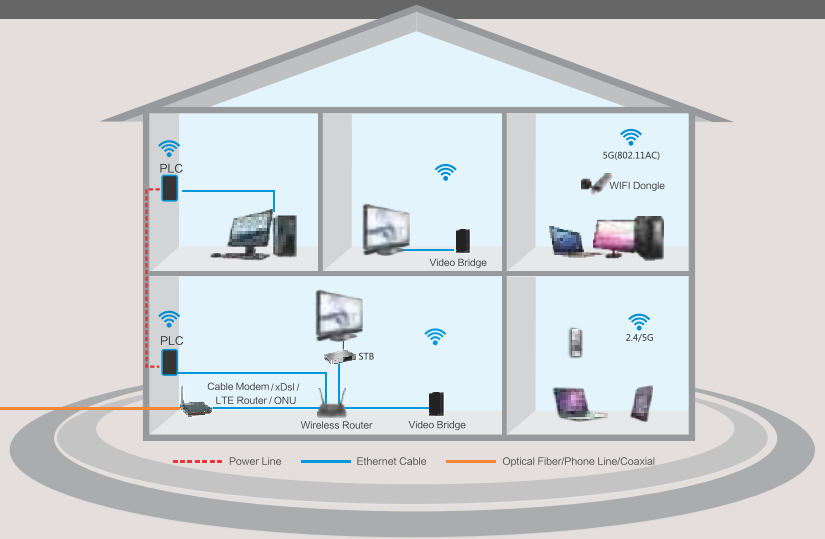 5G(802.11AC)
PLC
WIFI Dongle
Video Bridge
PLC
2.4/5G
STB
Cable Modem/xDsl/
LTE Router/ONU
Wireless Router
Video Bridge
Power Line
Ethernet Cable
Optical Fiber/Phone Line/Coaxial